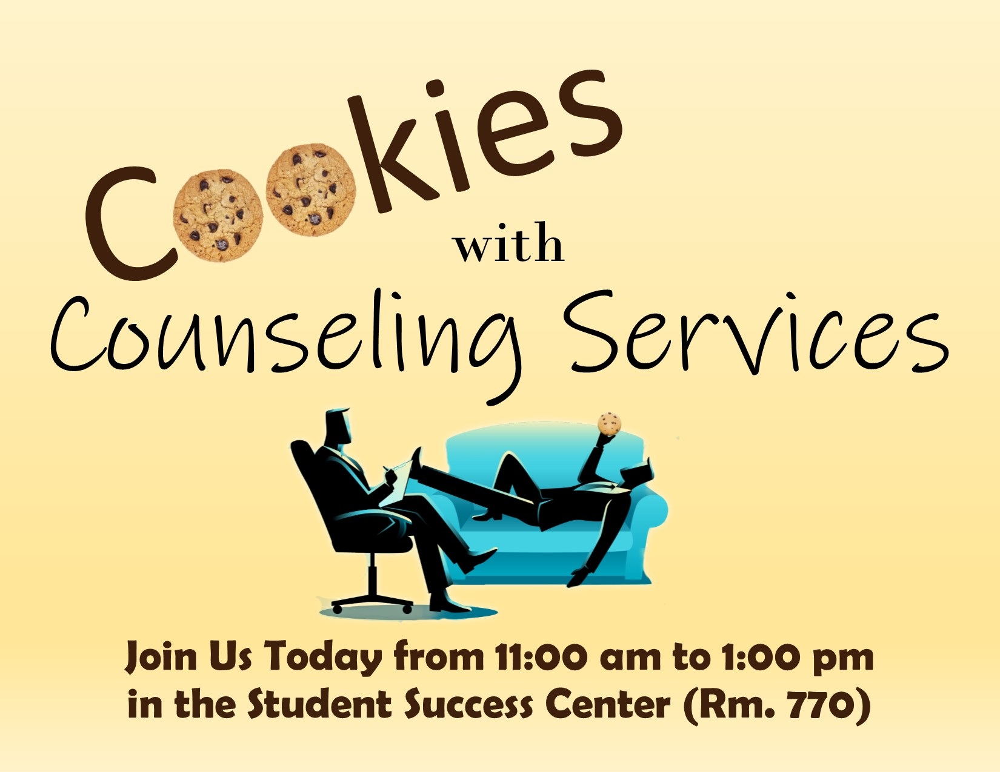 Cookies
with
Counseling Services
Join Us Today from 11:00 am to 1:00 pm
in the Student Success Center (Rm. 770)